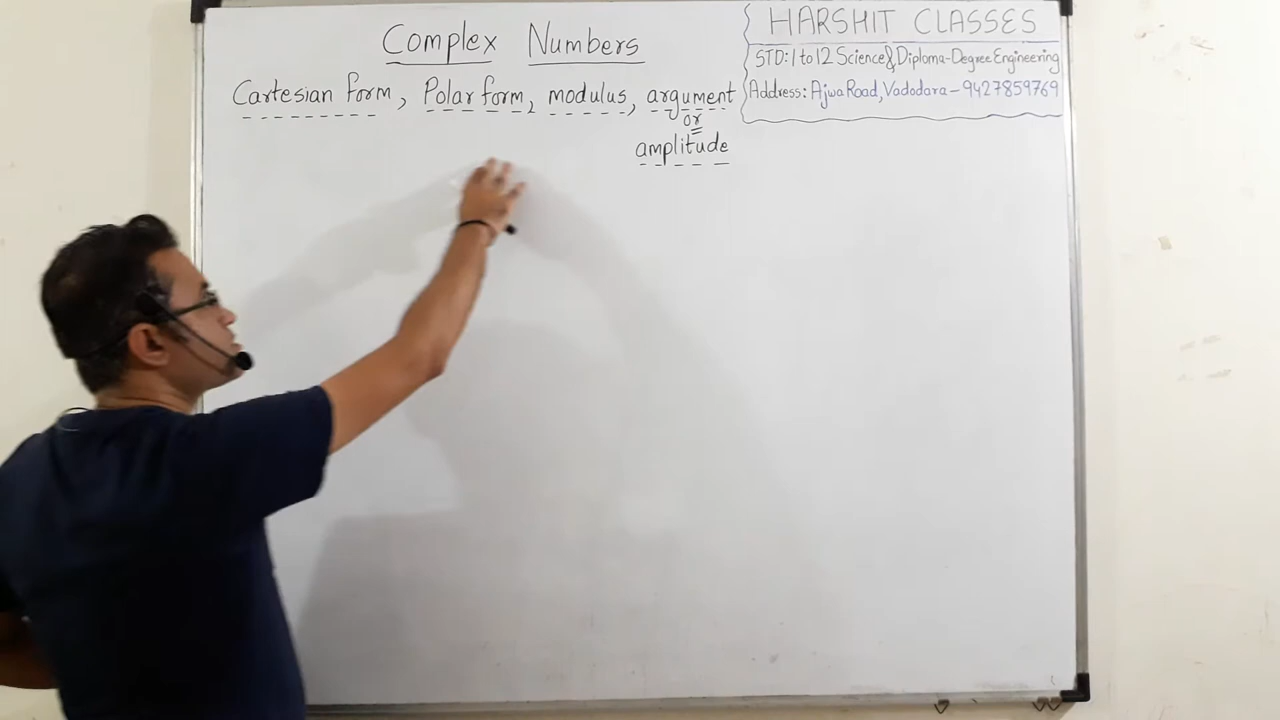 Complex Numbers
Cartesian form, Polar form, modulus, argument
or
amplitude
HARSHIT CLASSES
STD: 1 to 12 Science & Diploma-Degree Engineering
Address: Ajwa Road, Vadodara - 9427859769